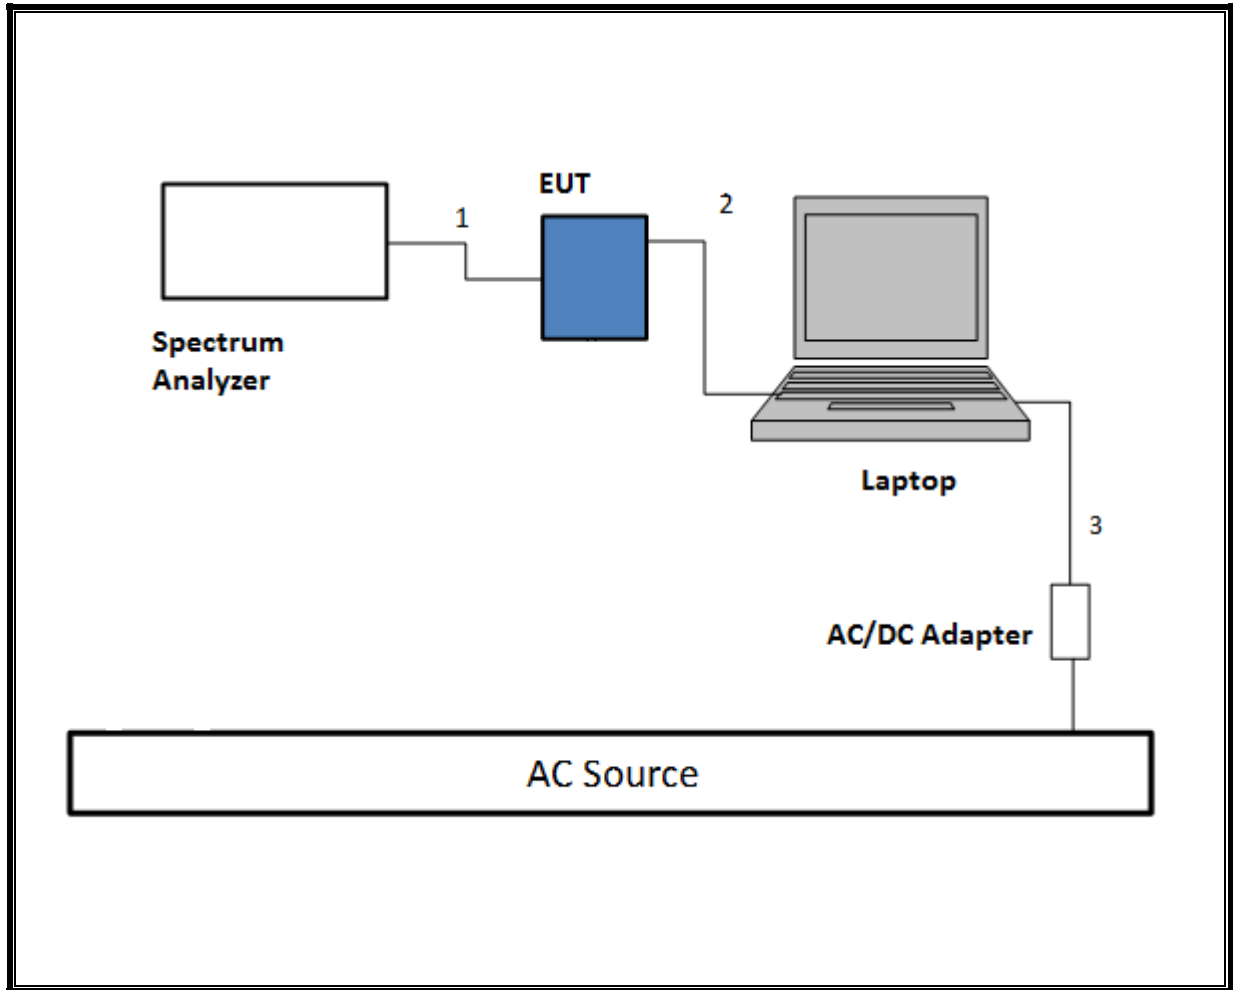 EUT
1
2
Spectrum
Analyzer
Laptop
3
AC/DC Adapter
AC Source